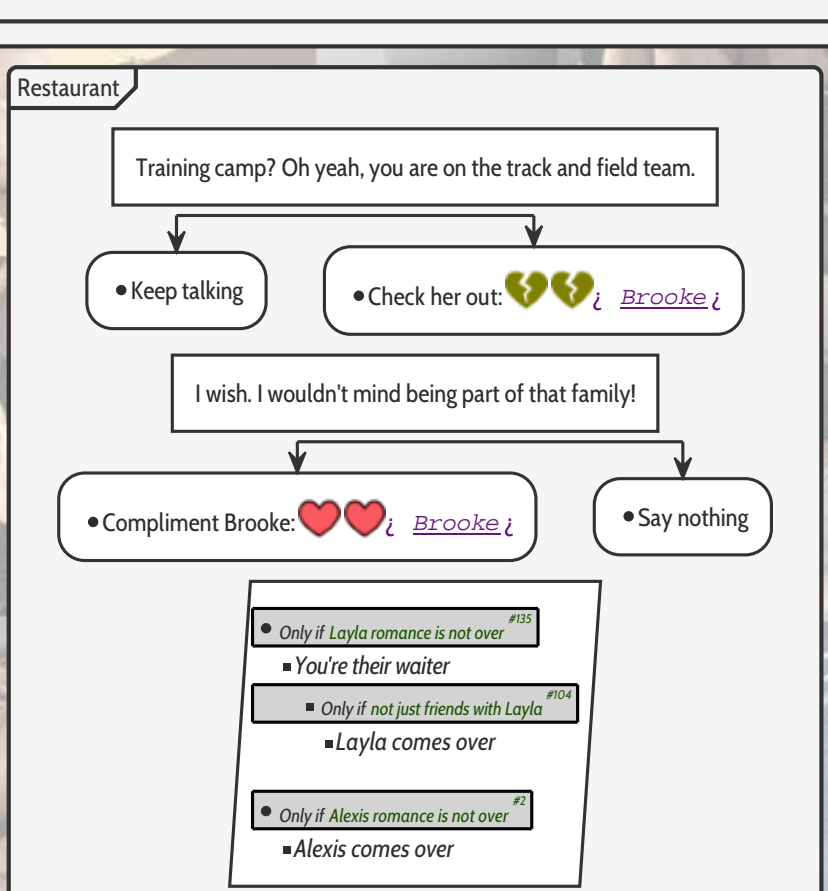 Restaurant
Training camp? Oh yeah, you are on the track and field team.
•Keep talking
•Check her out: ¿ Brooke¿
I wish. I wouldn't mind being part of that family!
•Compliment Brooke: ¿ Brooke¿
•Say nothing
• Only if Layla romance is not over #135
▪You're their waiter
▪ Only if not just friends with Layla #104
▪Layla comes over
• Only if Alexis romance is not over #2
▪Alexis comes over